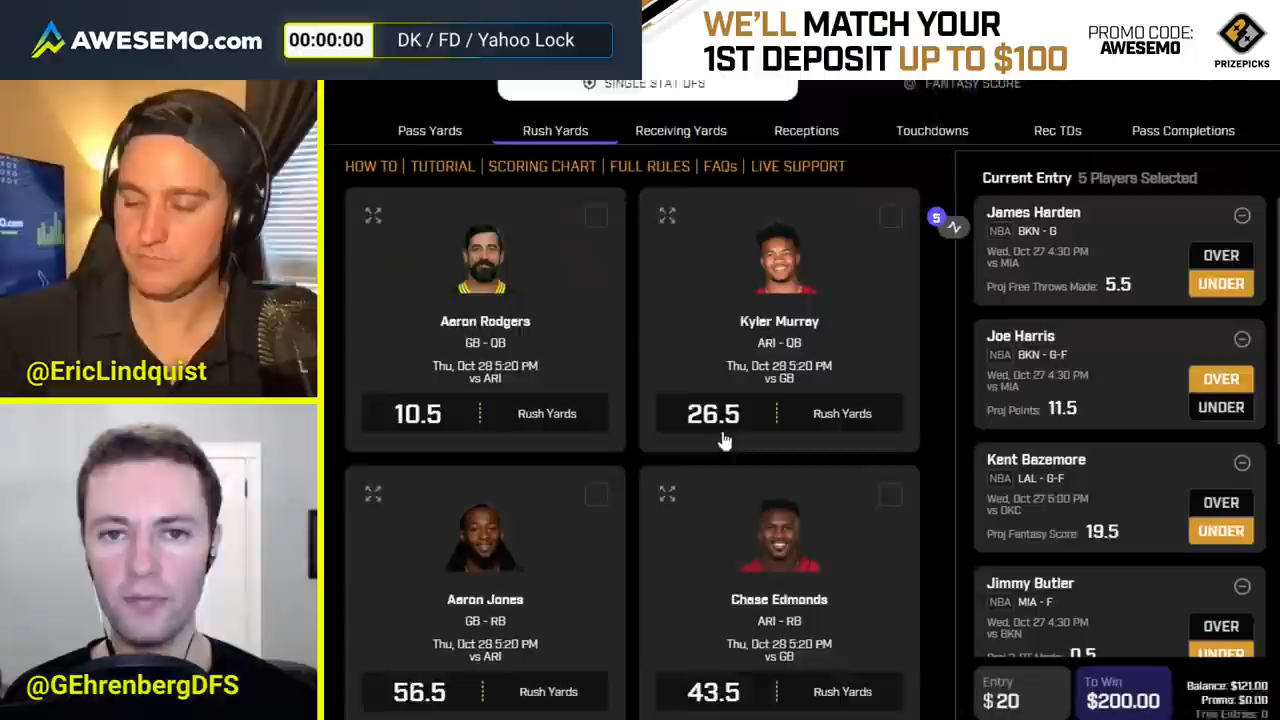 AWESEMO.com
00:00:00
DK / FD / Yahoo Lock
WE'LL MATCH YOUR
1ST DEPOSIT UP TO $100
PROMO CODE:
AWESEMO
PRIZEPICKS
SINGLE STAT DFS
FANTASY SCORE
Pass Yards
Rush Yards
Receiving Yards
Receptions
Touchdowns
Rec TDs
Pass Completions
HOW TO | TUTORIAL | SCORING CHART | FULL RULES | FAQs | LIVE SUPPORT
Aaron Rodgers
GB - QB
Thu, Oct 28 5:20 PM
vs ARI
10.5
Rush Yards
Kyler Murray
ARI - QB
Thu, Oct 28 5:20 PM
vs GB
26.5
Rush Yards
Aaron Jones
GB - RB
Thu, Oct 28 5:20 PM
vs ARI
56.5
Rush Yards
Chase Edmonds
ARI - RB
Thu, Oct 28 5:20 PM
vs GB
43.5
Rush Yards
5
Current Entry 5 Players Selected
James Harden
NBA BKN - G
Wed, Oct 27 4:30 PM
vs MIA
Proj Free Throws Made: 5.5
OVER
UNDER
Joe Harris
NBA BKN - G-F
Wed, Oct 27 4:30 PM
vs MIA
Proj Points: 11.5
OVER
UNDER
Kent Bazemore
NBA LAL - G-F
Wed, Oct 27 5:00 PM
vs OKC
Proj Fantasy Score: 19.5
OVER
UNDER
Jimmy Butler
NBA MIA - F
Wed, Oct 27 4:30 PM
vs BKN
0.5
OVER
UNDER
Entry
$20
To Win
$200.00
Balance: $121.00
Promo: $0.00
Free Entries: 0
@EricLindquist
@GEhrenbergDFS